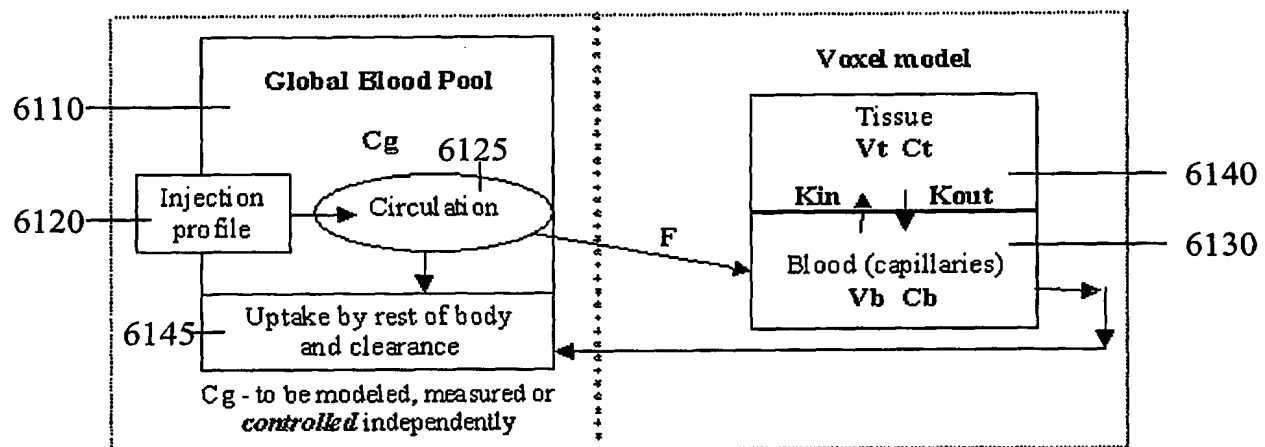 Global Blood Pool
6110
Cg
6125
Injection
profile
6120
Circulation
6145
Uptake by rest of body
and clearance
Cg - to be modeled, measured or
controlled independently
F
Voxel model
Tissue
Vt Ct
6140
Kin
Kout
6130
Blood (capillaries)
Vb Cb